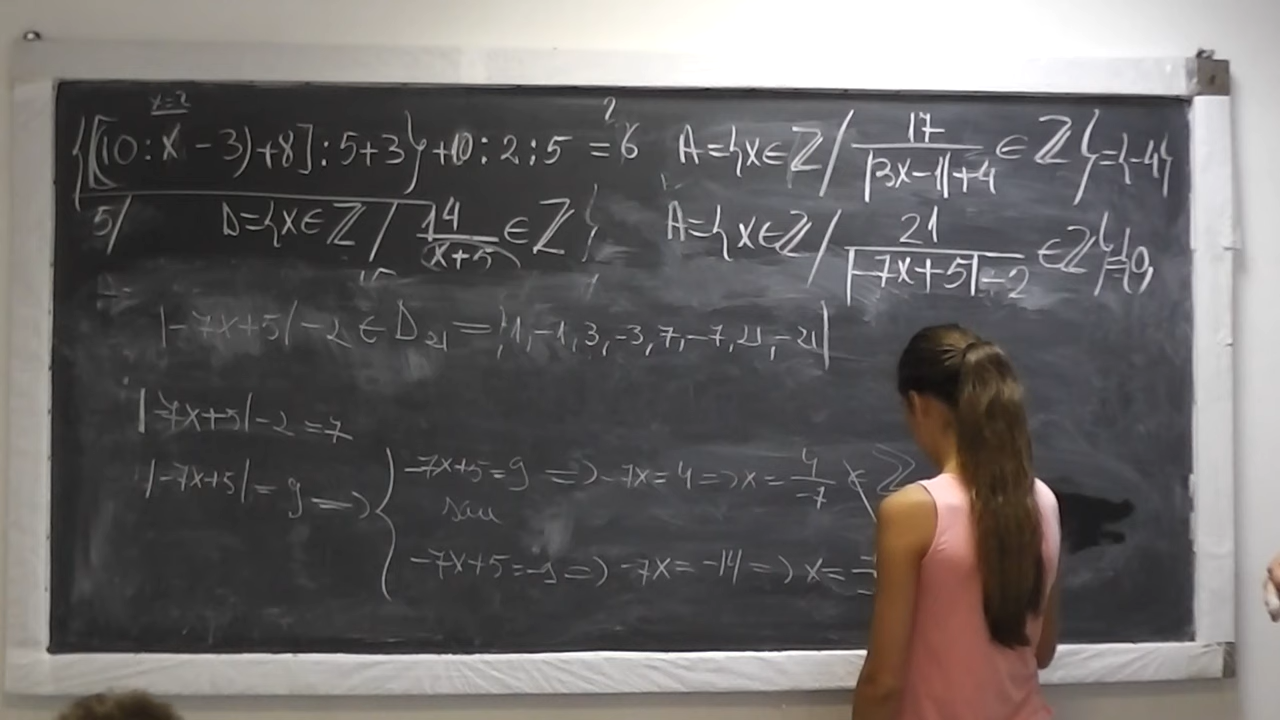 x=2
{[(10:x-3)+8]:5+3}+10:2:5 = 6
?
A={x∈ℤ/ 17/(|3x-1|+4) ∈ℤ}={-4}
5/ D={x∈ℤ/ 14/(x+5) ∈ℤ}
A={x∈ℤ/ 21/(|-7x+5|-2) ∈ℤ}={0,
|-7x+5|-2 ∈ D21 = {1,-1,3,-3,7,-7,21,-21}
|-7x+5|-2=7
|-7x+5|=9 => { -7x+5=9 => -7x=4 => x= 4/-7 ∉ ℤ
sau
-7x+5=-9 => -7x=-14 => x=